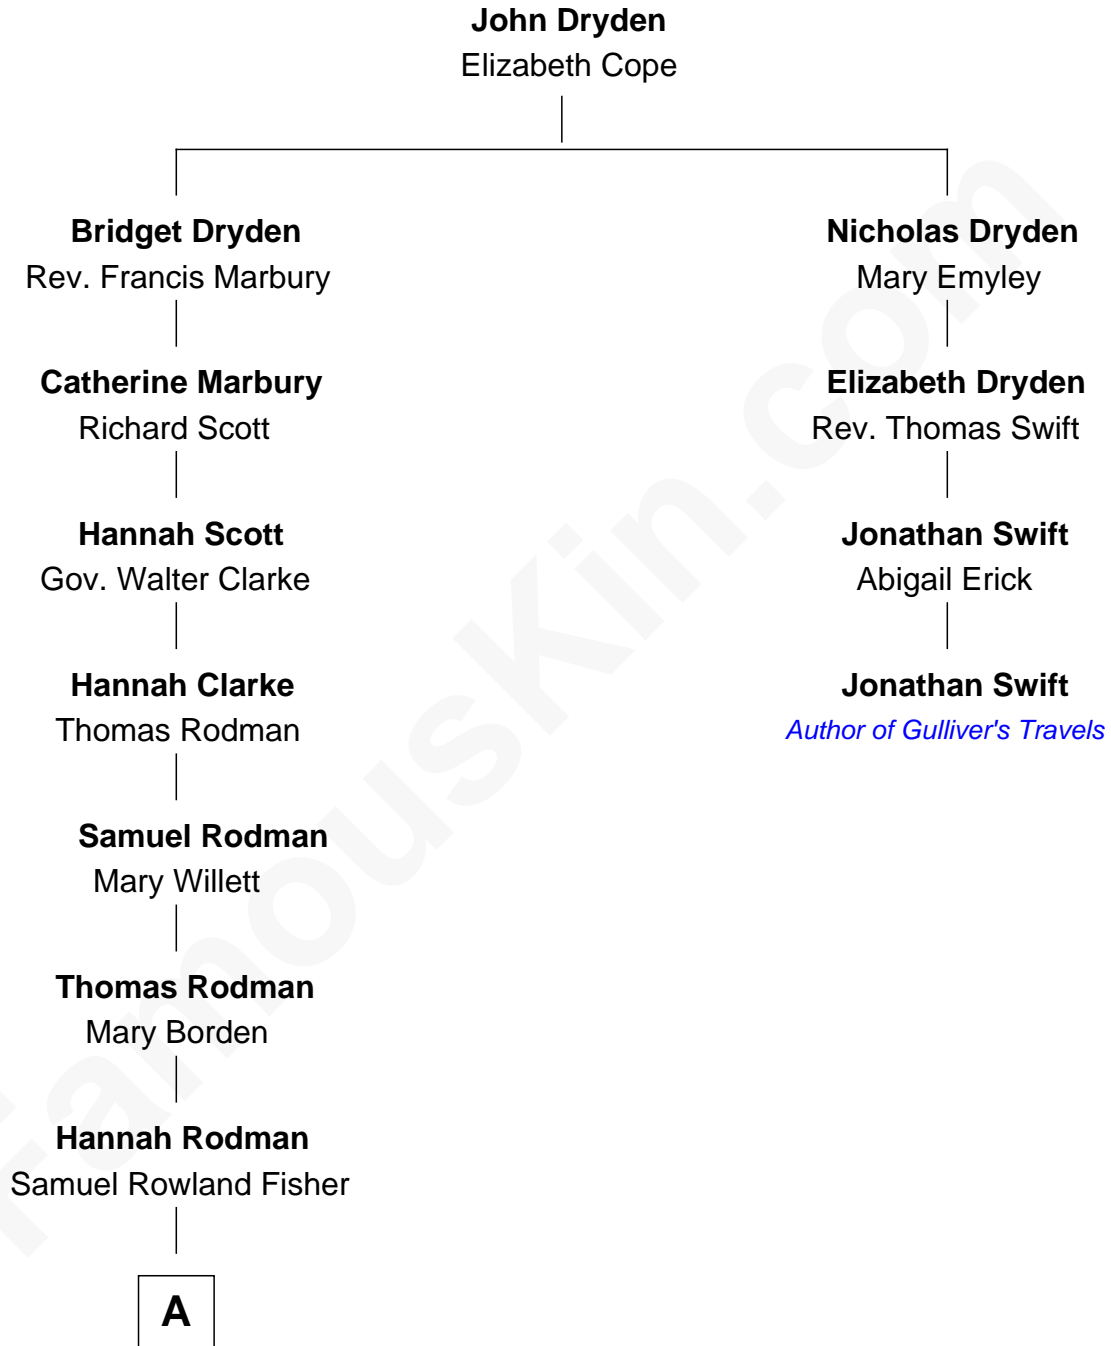 John Dryden
Elizabeth Cope
Bridget Dryden
Rev. Francis Marbury
Nicholas Dryden
Mary Emyley
Catherine Marbury
Richard Scott
Elizabeth Dryden
Rev. Thomas Swift
Hannah Scott
Gov. Walter Clarke
Jonathan Swift
Abigail Erick
Hannah Clarke
Thomas Rodman
Jonathan Swift
Author of Gulliver's Travels
Samuel Rodman
Mary Willett
Thomas Rodman
Mary Borden
Hannah Rodman
Samuel Rowland Fisher
A
FamousKin.com